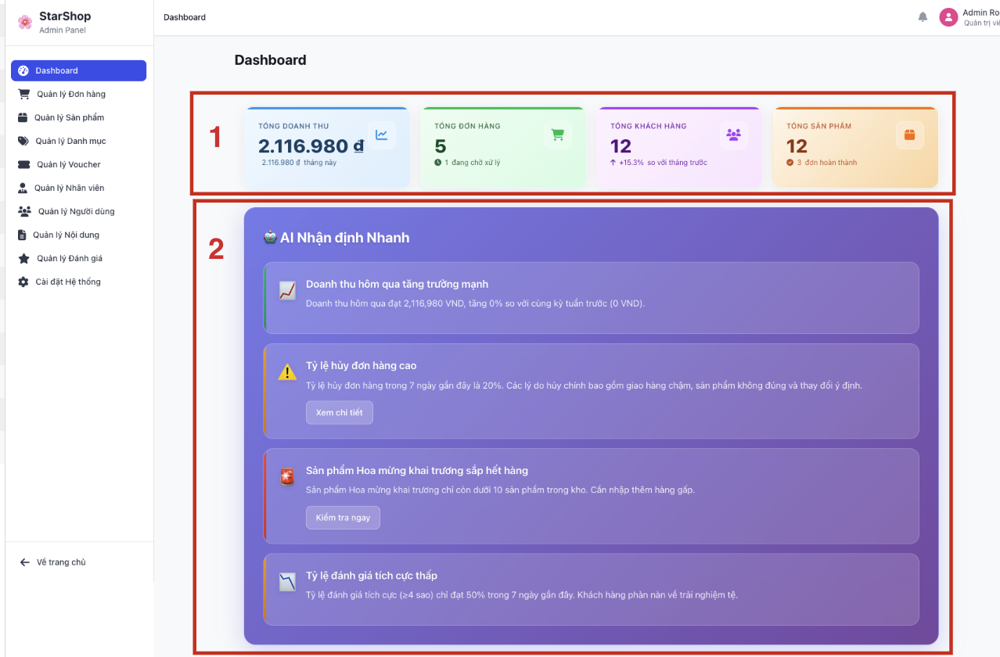 StarShop
Admin Panel
Dashboard
Quản lý Đơn hàng
Quản lý Sản phẩm
Quản lý Danh mục
Quản lý Voucher
Quản lý Nhân viên
Quản lý Người dùng
Quản lý Nội dung
Quản lý Đánh giá
Cài đặt Hệ thống
Về trang chủ
Dashboard
Admin Ro
Quản trị viê
Dashboard
1
TỔNG DOANH THU
2.116.980 ₫
2.116.980 ₫ tháng này
TỔNG ĐƠN HÀNG
5
1 đang chờ xử lý
TỔNG KHÁCH HÀNG
12
+15.3% so với tháng trước
TỔNG SẢN PHẨM
12
3 đơn hoàn thành
2
AI Nhận định Nhanh
Doanh thu hôm qua tăng trưởng mạnh
Doanh thu hôm qua đạt 2,116,980 VND, tăng 0% so với cùng kỳ tuần trước (0 VND).
Tỷ lệ hủy đơn hàng cao
Tỷ lệ hủy đơn hàng trong 7 ngày gần đây là 20%. Các lý do hủy chính bao gồm giao hàng chậm, sản phẩm không đúng và thay đổi ý định.
Xem chi tiết
Sản phẩm Hoa mừng khai trương sắp hết hàng
Sản phẩm Hoa mừng khai trương chỉ còn dưới 10 sản phẩm trong kho. Cần nhập thêm hàng gấp.
Kiểm tra ngay
Tỷ lệ đánh giá tích cực thấp
Tỷ lệ đánh giá tích cực (≥4 sao) chỉ đạt 50% trong 7 ngày gần đây. Khách hàng phàn nàn về trải nghiệm tệ.